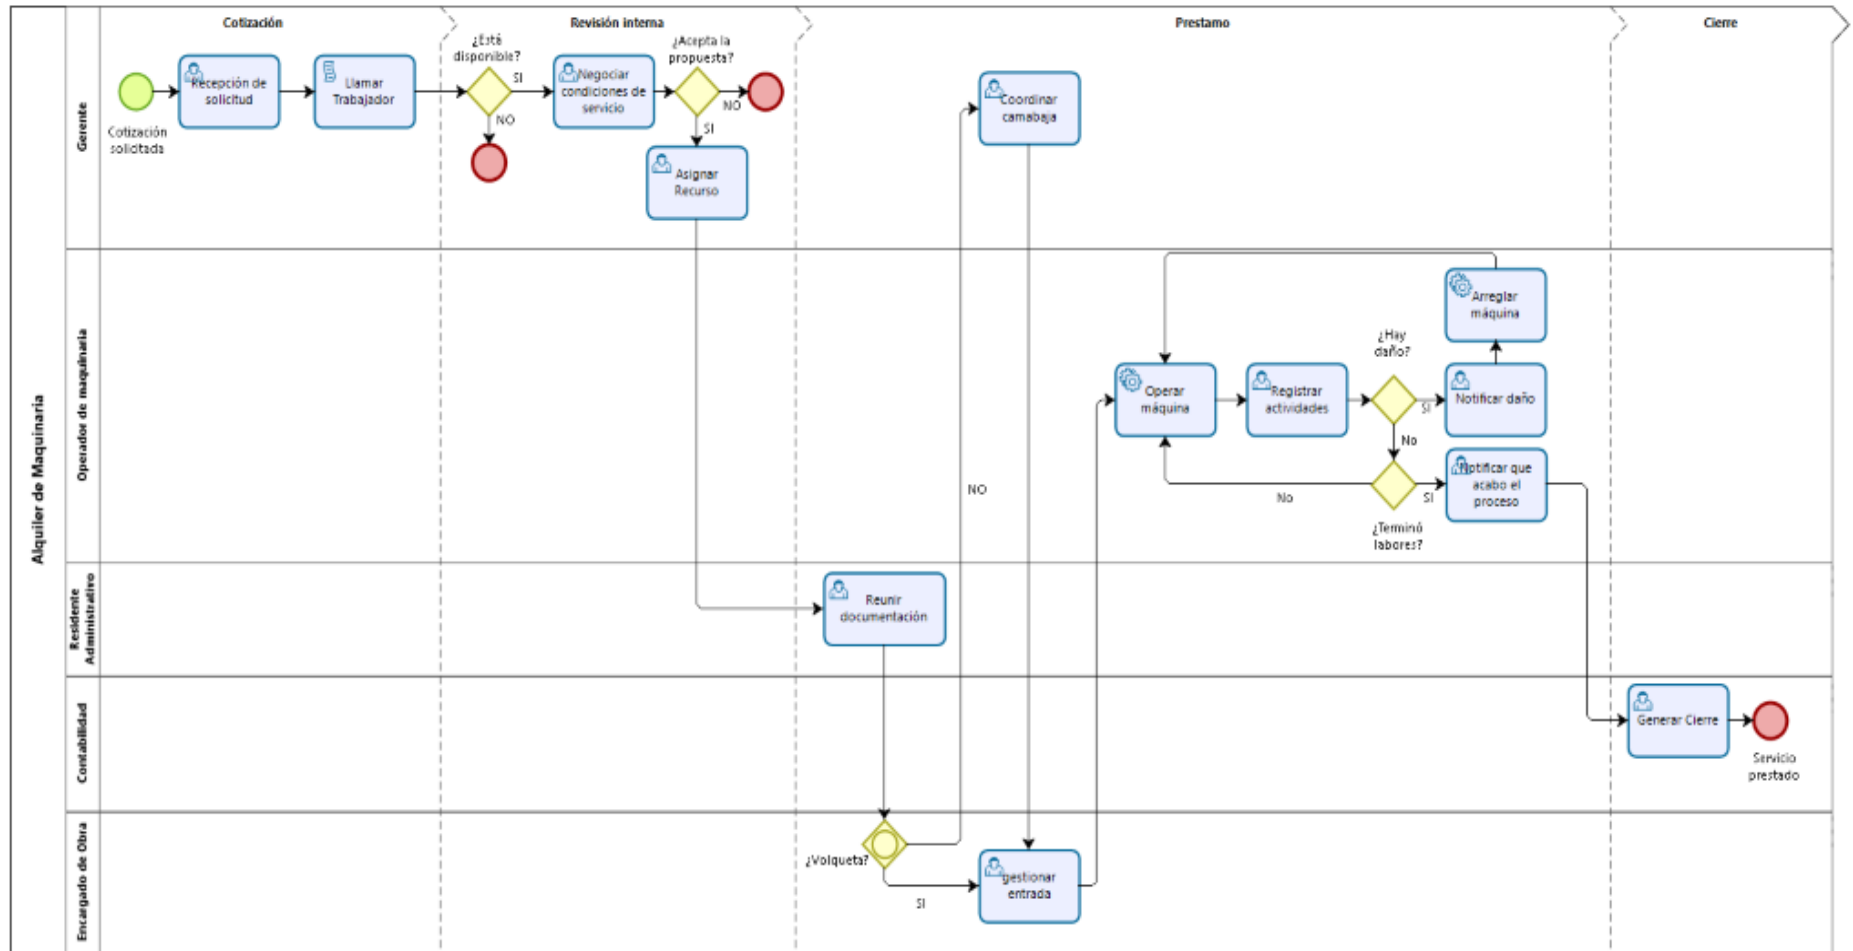 Cotización
Revisión interna
Prestamo
Cierre
Alquiler de Maquinaria
Gerente
Cotización
solicitada
Recepción de
solicitud
Llamar
Trabajador
¿Está
disponible?
SI
NO
Negociar
condiciones de
servicio
¿Acepta la
propuesta?
NO
SI
Asignar
Recurso
Coordinar
camabaja
NO
Operador de maquinaria
Operar
máquina
Registrar
actividades
¿Hay
daño?
SI
No
Notificar daño
Arreglar
máquina
¿Terminó
labores?
No
SI
Notificar que
acabo el
proceso
Residente
Administrativo
Reunir
documentación
Contabilidad
Generar Cierre
Servicio
prestado
Encargado de Obra
¿Volqueta?
SI
gestionar
entrada